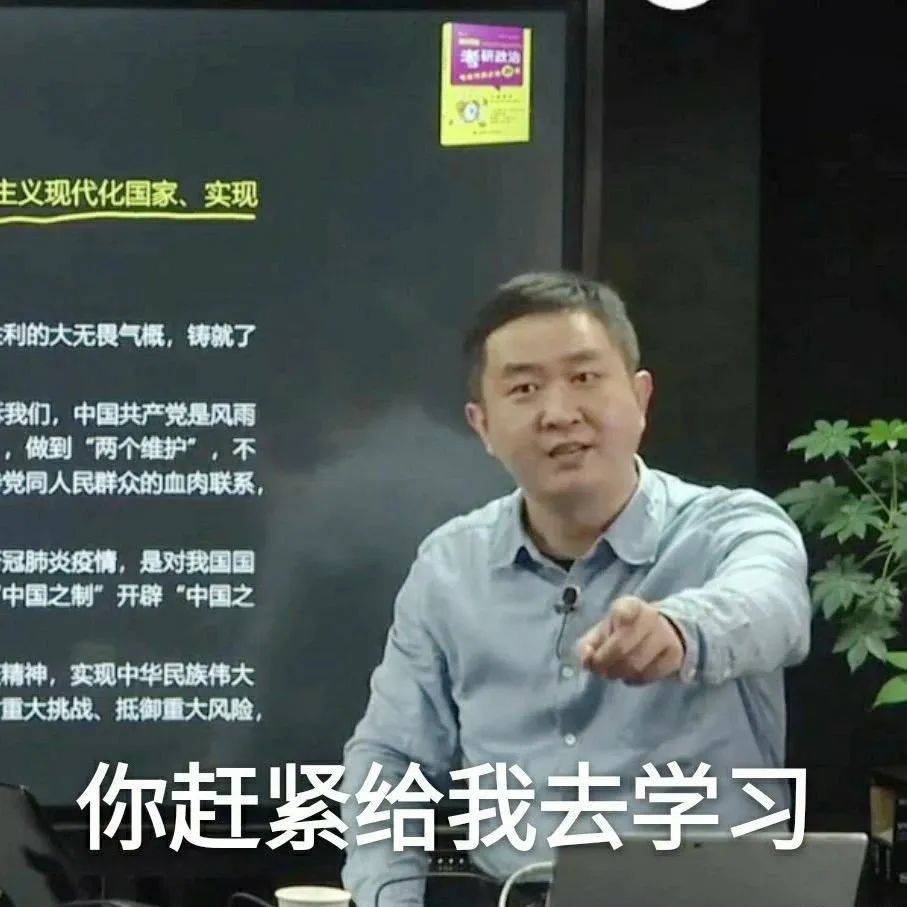 考研政治
主义现代化国家、实现
胜利的大无畏气概，铸就了
诉我们，中国共产党是风雨
，做到“两个维护”，不
党同人民群众的血肉联系，
冠肺炎疫情，是对我国国
“中国之制”开辟“中国之
精神，实现中华民族伟大
重大挑战、抵御重大风险，
你赶紧给我去学习